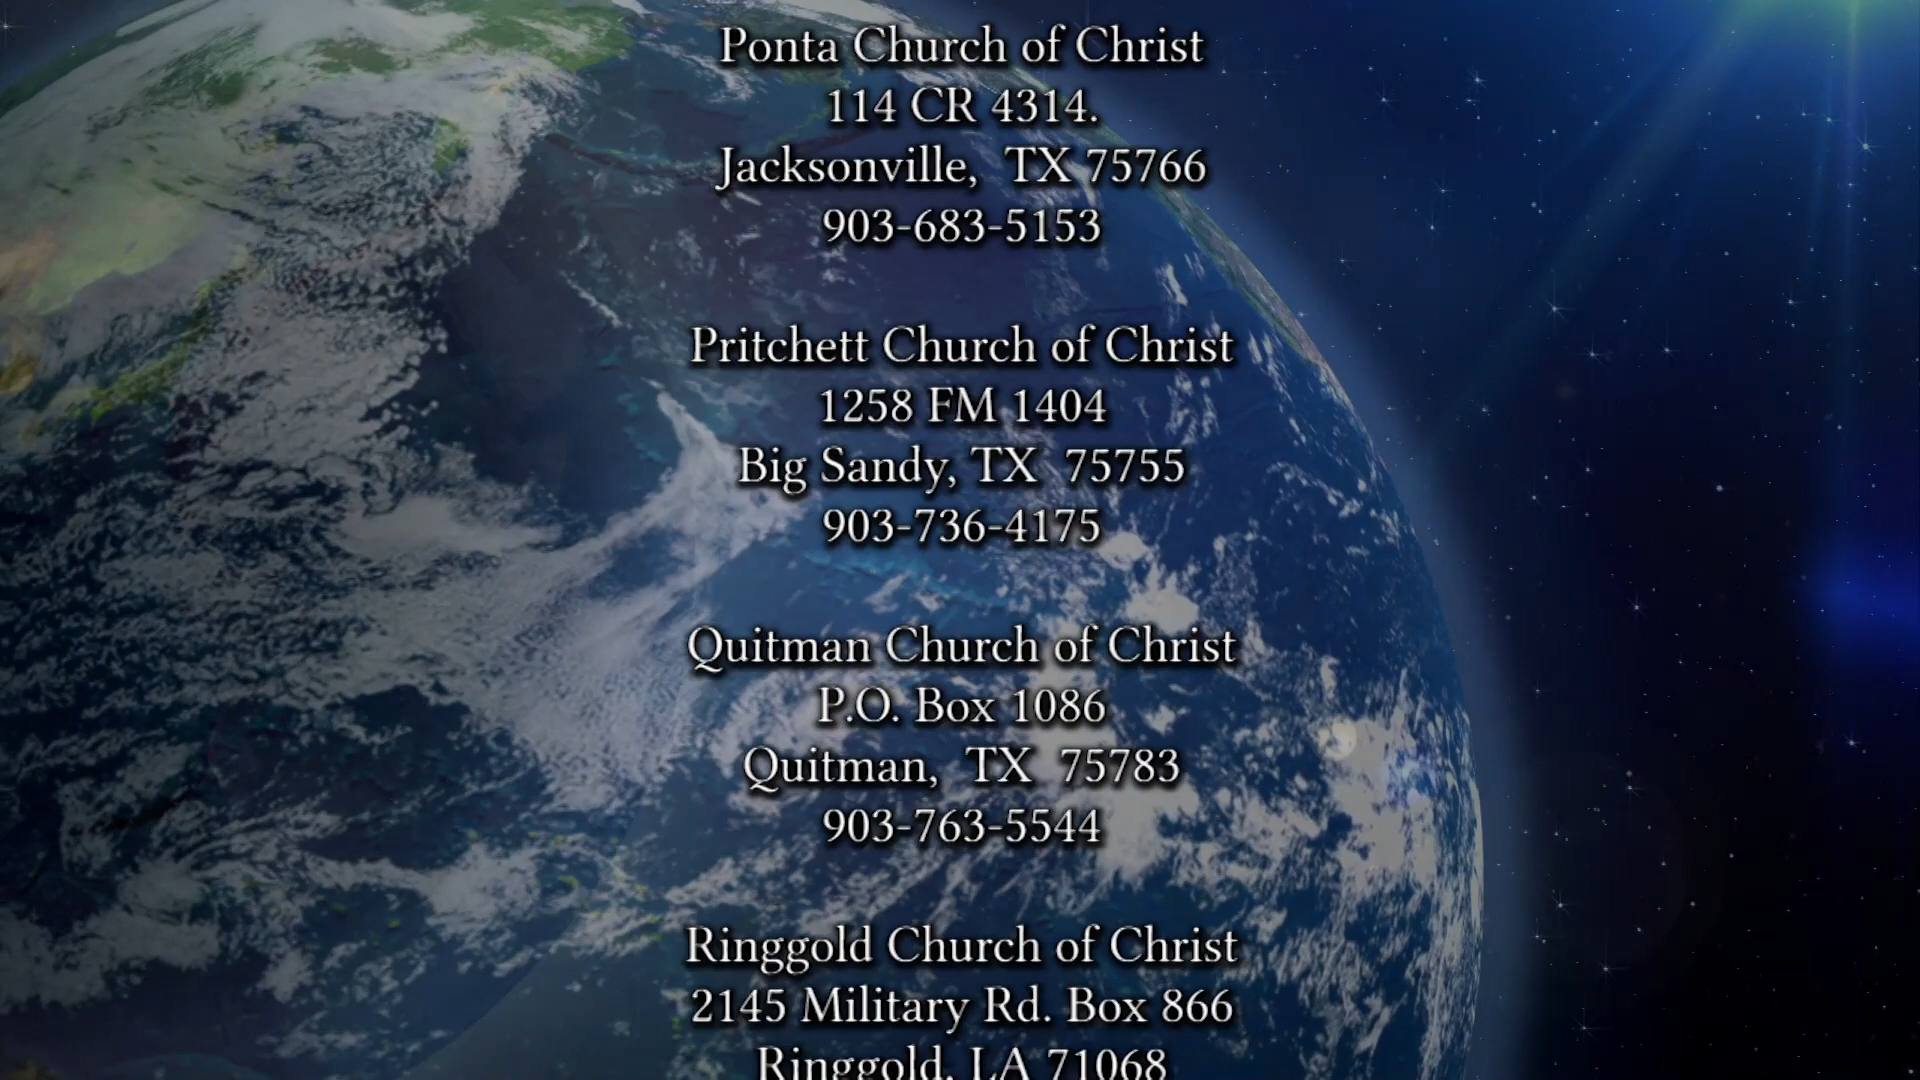 Ponta Church of Christ
114 CR 4314.
Jacksonville, TX 75766
903-683-5153
Pritchett Church of Christ
1258 FM 1404
Big Sandy, TX 75755
903-736-4175
Quitman Church of Christ
P.O. Box 1086
Quitman, TX 75783
903-763-5544
Ringgold Church of Christ
2145 Military Rd. Box 866
Ringgold, LA 71068